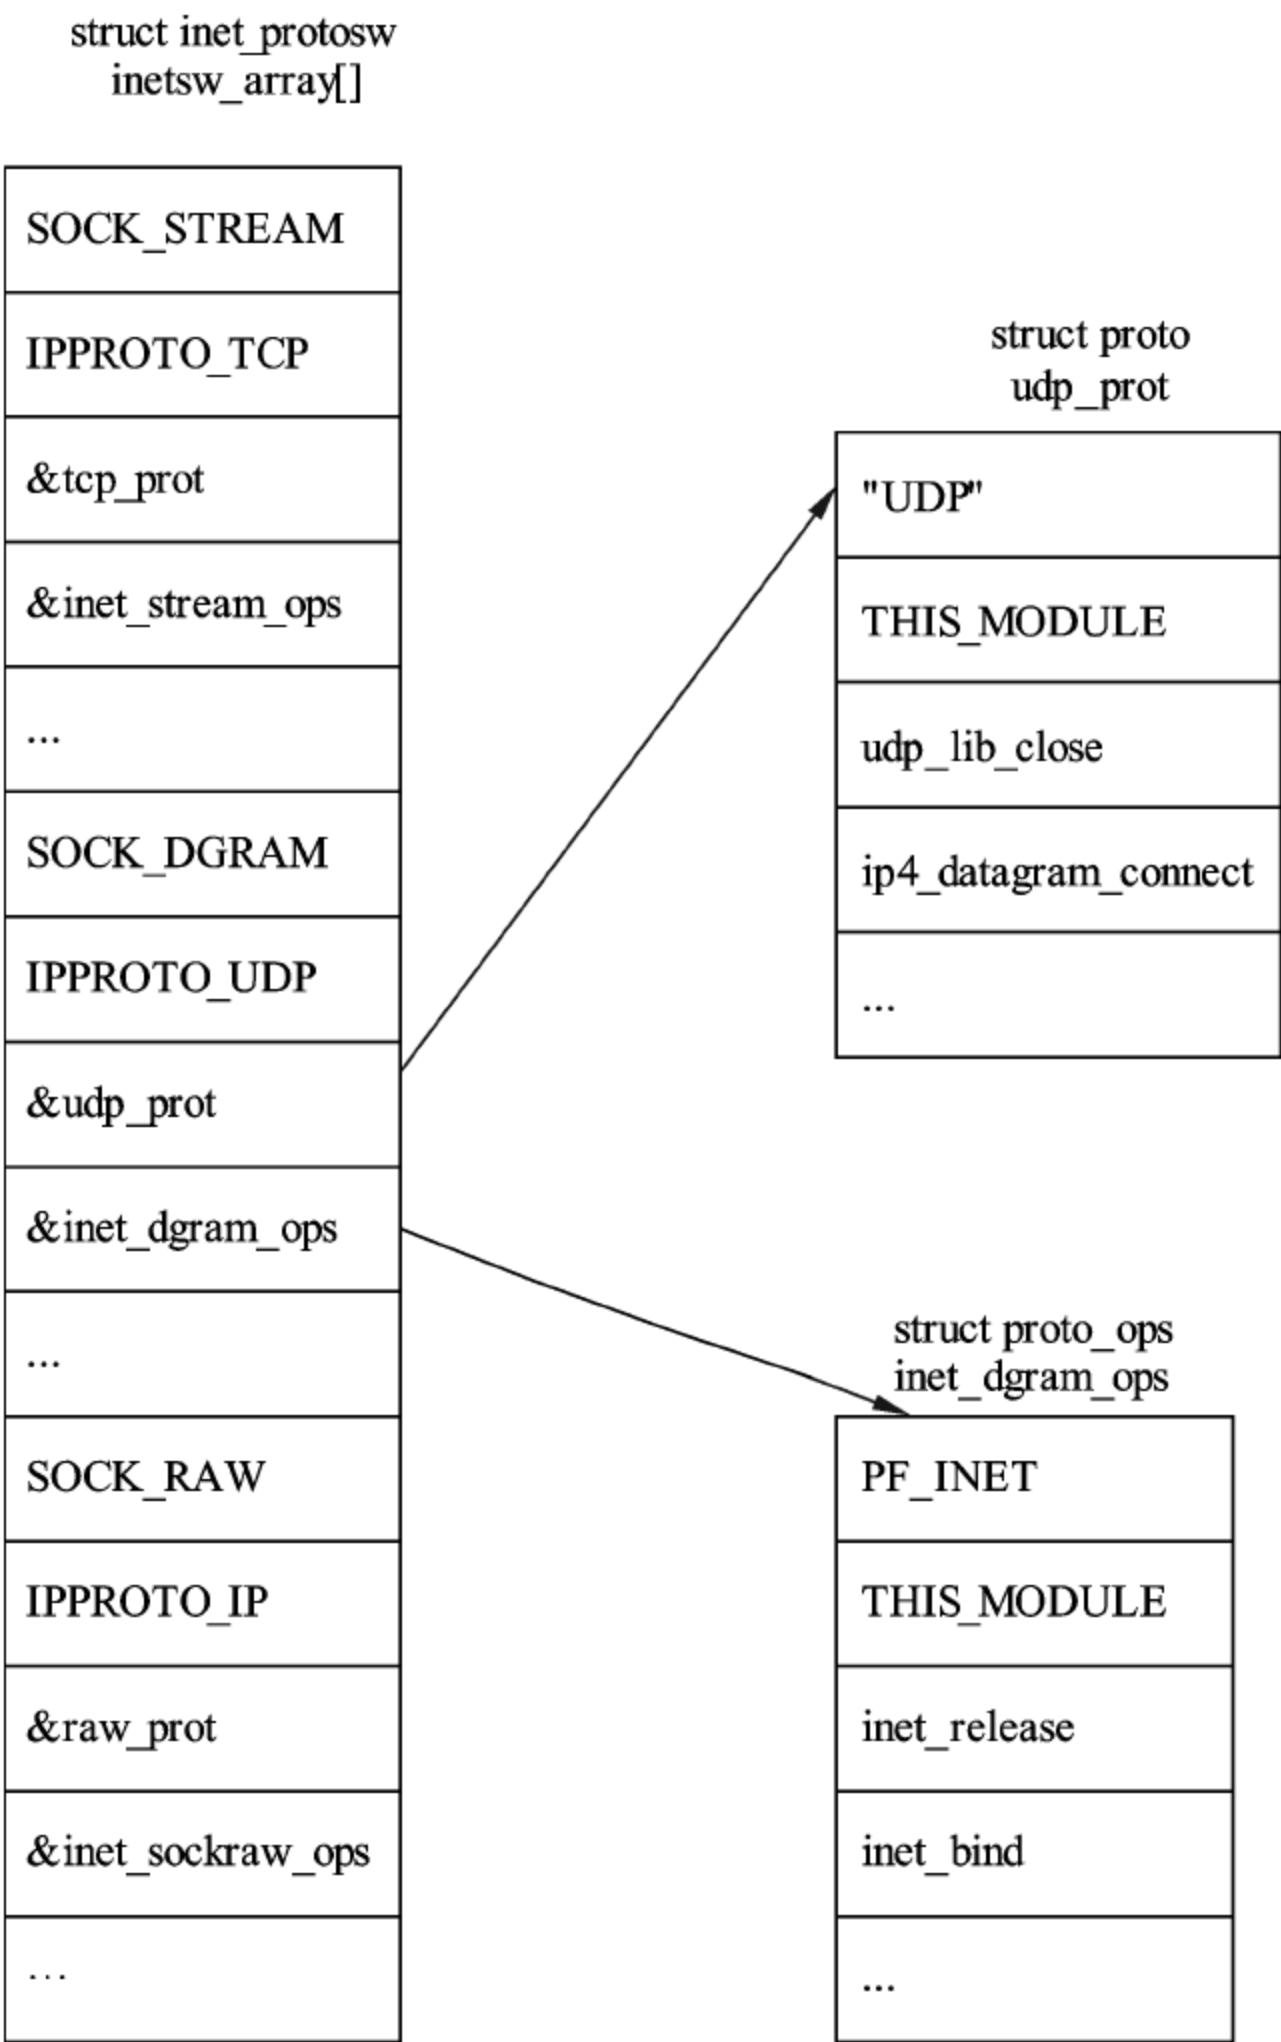 struct inet_protosw
inetsw_array[]
SOCK_STREAM
IPPROTO_TCP
&tcp_prot
&inet_stream_ops
...
SOCK_DGRAM
IPPROTO_UDP
&udp_prot
&inet_dgram_ops
...
SOCK_RAW
IPPROTO_IP
&raw_prot
&inet_sockraw_ops
...
struct proto
udp_prot
"UDP"
THIS_MODULE
udp_lib_close
ip4_datagram_connect
...
struct proto_ops
inet_dgram_ops
PF_INET
THIS_MODULE
inet_release
inet_bind
...